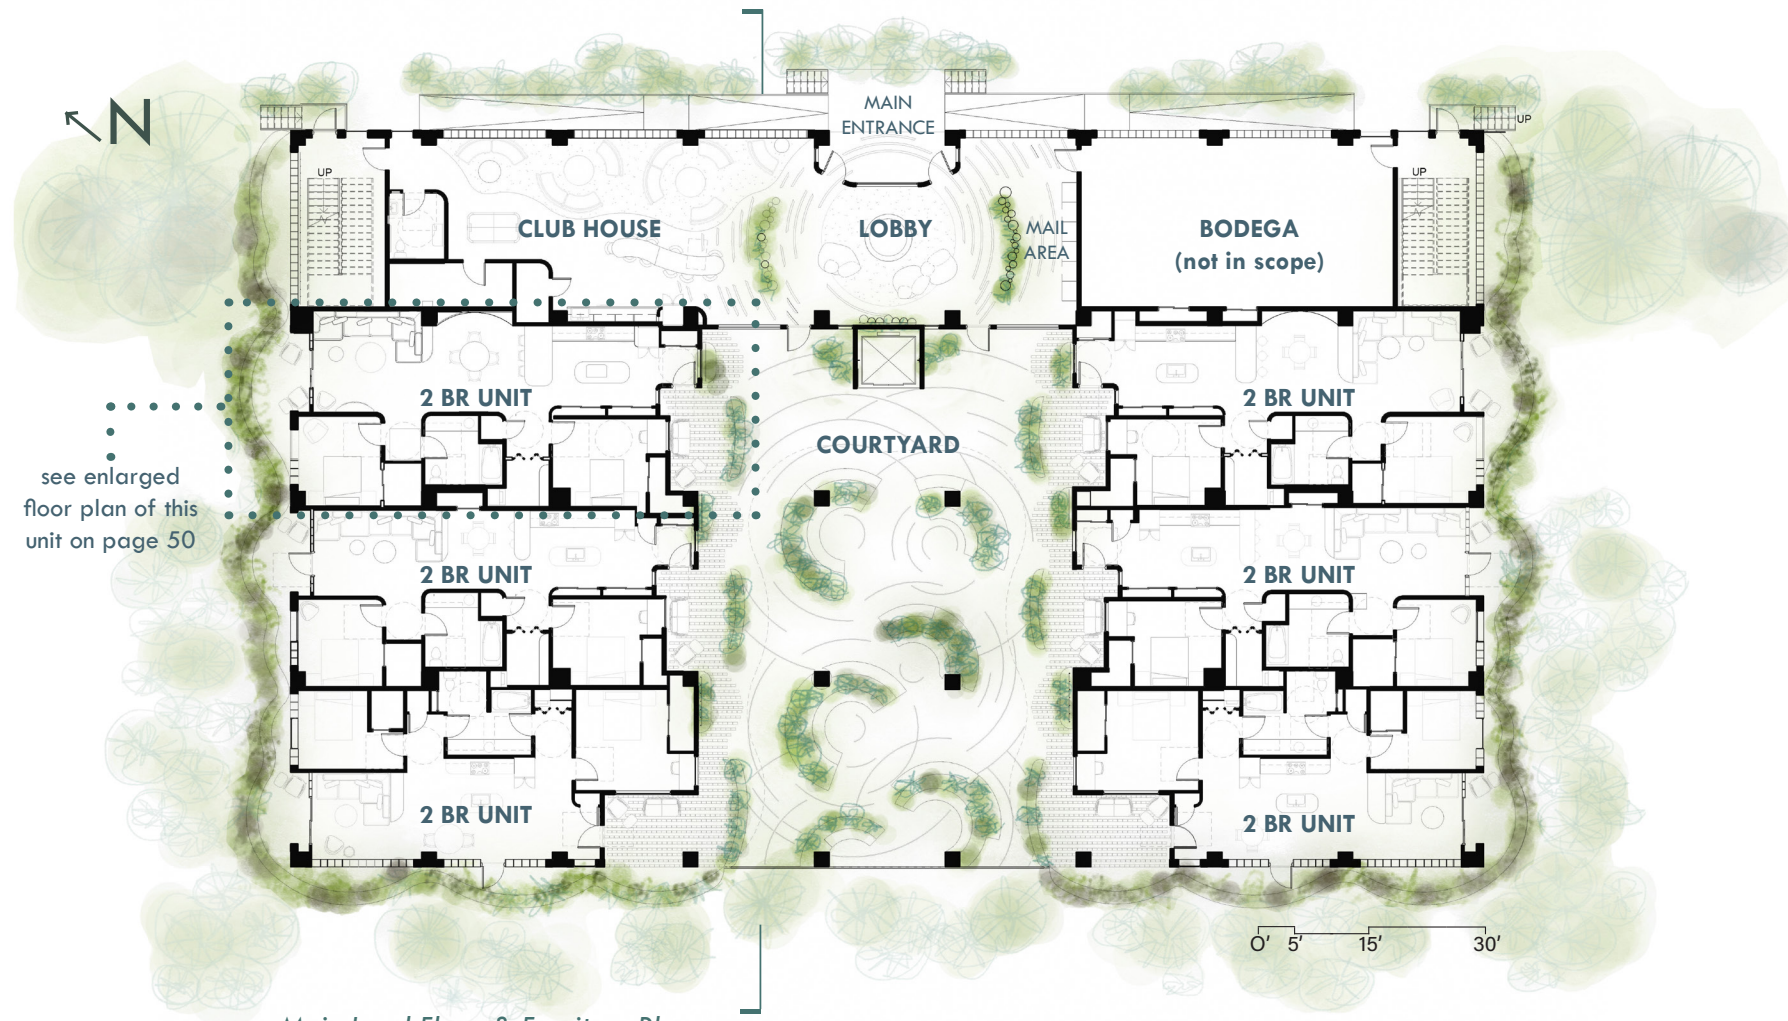 N
MAIN
ENTRANCE
UP
UP
UP
CLUB HOUSE
LOBBY
MAIL
AREA
BODEGA
(not in scope)
2 BR UNIT
2 BR UNIT
COURTYARD
see enlarged
floor plan of this
unit on page 50
2 BR UNIT
2 BR UNIT
2 BR UNIT
2 BR UNIT
0' 5' 15' 30'